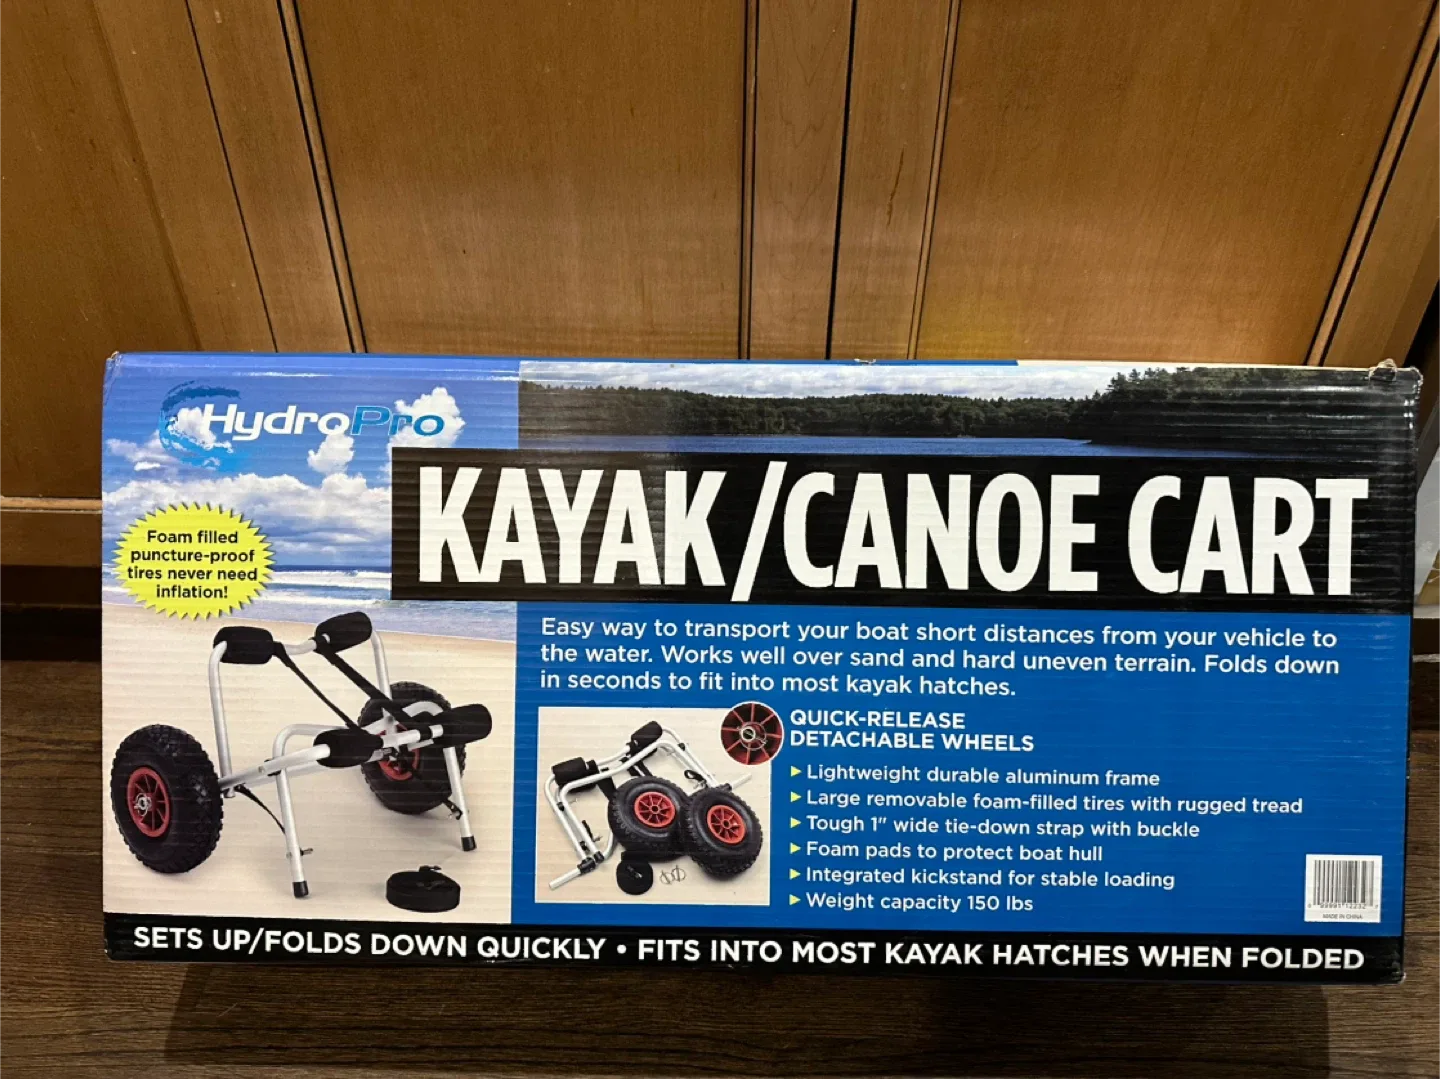 HydroPro
KAYAK/CANOE CART
Foam filled
puncture-proof
tires never need
inflation!
Easy way to transport your boat short distances from your vehicle to
the water. Works well over sand and hard uneven terrain. Folds down
in seconds to fit into most kayak hatches.
QUICK-RELEASE
DETACHABLE WHEELS
Lightweight durable aluminum frame
Large removable foam-filled tires with rugged tread
Tough 1" wide tie-down strap with buckle
Foam pads to protect boat hull
Integrated kickstand for stable loading
Weight capacity 150 lbs
MADE IN CHINA
SETS UP/FOLDS DOWN QUICKLY • FITS INTO MOST KAYAK HATCHES WHEN FOLDED